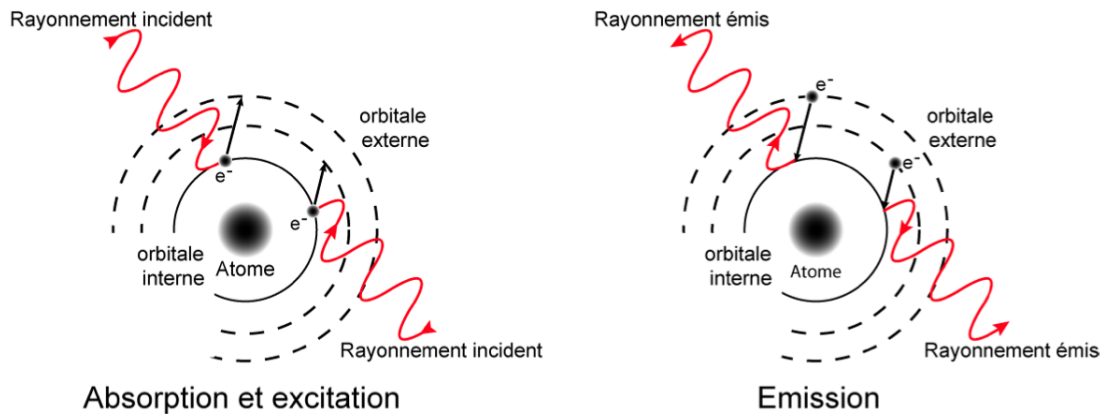 Rayonnement incident
e-
orbitale
externe
e-
orbitale
interne
Atome
Rayonnement incident
Absorption et excitation
Rayonnement émis
e-
orbitale
externe
e-
orbitale
interne
Atome
Rayonnement émis
Emission